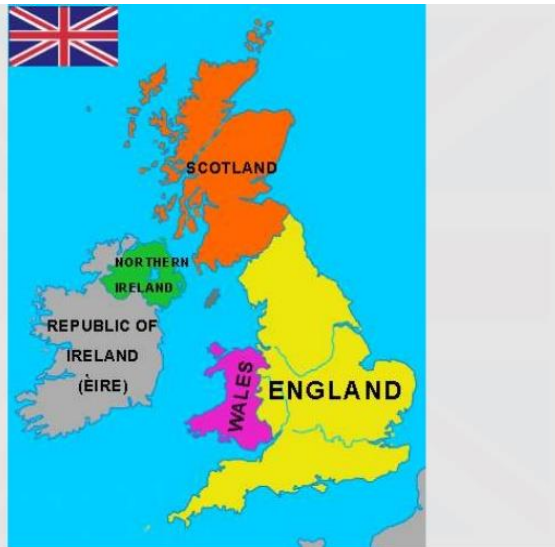 SCOTLAND
NORTHERN
IRELAND
REPUBLIC OF
IRELAND
(ÈIRE)
WALES
ENGLAND